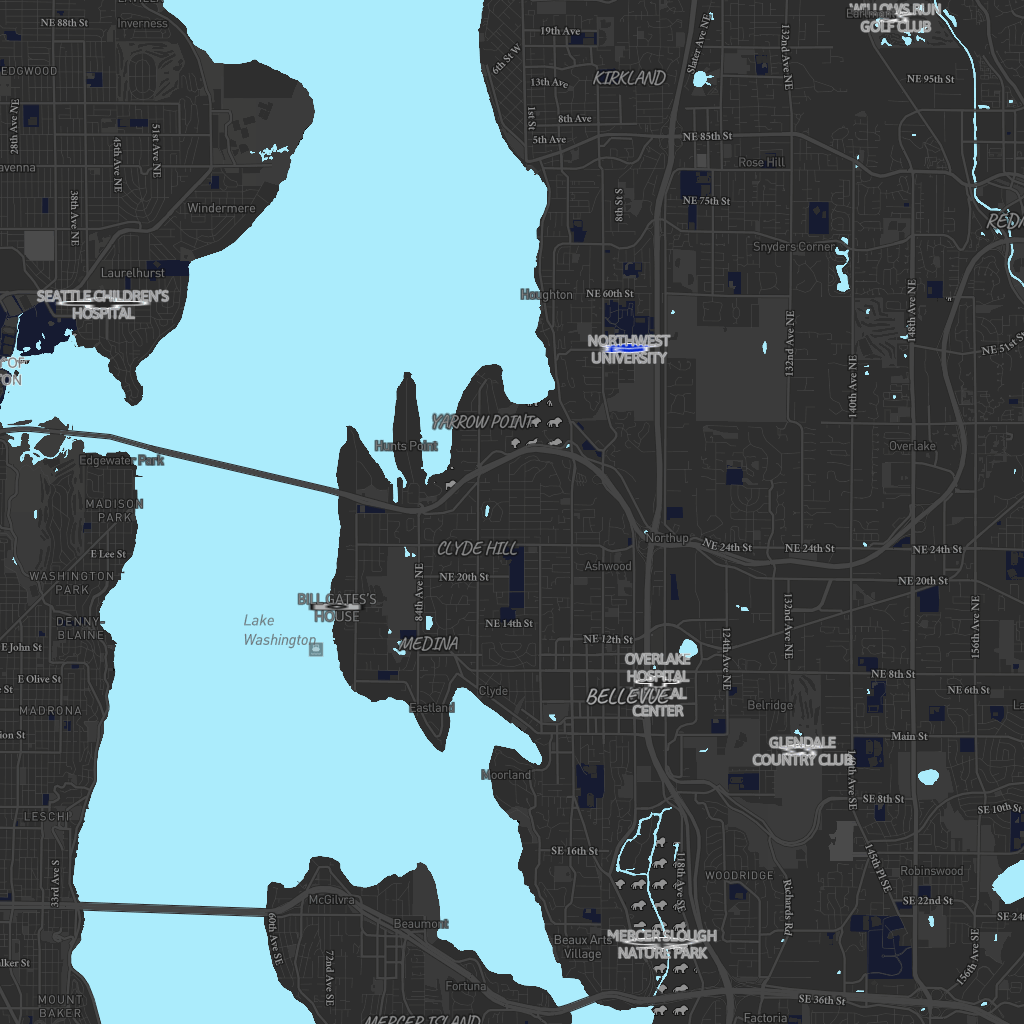 NE 88th St
Inverness
19th Ave
6th St W
Slater Ave NE
132nd Ave NE
WILLOWS RUN
GOLF CLUB
KIRKLAND
13th Ave
NE 95th St
28th Ave NE
45th Ave NE
51st Ave NE
1st St
8th Ave
5th Ave
NE 85th St
Rose Hill
38th Ave NE
Windermere
8th St S
NE 75th St
Snyders Corner
Laurelhurst
SEATTLE CHILDREN'S
HOSPITAL
Houghton
NE 60th St
148th Ave NE
NORTHWEST
UNIVERSITY
132nd Ave NE
NE 51st St
140th Ave NE
YARROW POINT
Hunts Point
Edgewater Park
Overlake
MADISON
PARK
E Lee St
CLYDE HILL
Northup
NE 24th St
NE 24th St
NE 24th St
WASHINGTON
PARK
NE 20th St
Ashwood
NE 20th St
84th Ave NE
BILL GATES'S
HOUSE
DENNY-
BLAINE
Lake
Washington
NE 14th St
132nd Ave NE
156th Ave NE
E John St
MEDINA
NE 12th St
124th Ave NE
OVERLAKE
HOSPITAL
CENTER
E Olive St
Clyde
BELLEVUE
NE 8th St
NE 6th St
MADRONA
Eastland
Belridge
Main St
GLENDALE
COUNTRY CLUB
Moorland
SE 8th St
SE 10th St
LESCHI
SE 16th St
118th Ave SE
145th Pl SE
33rd Ave S
WOODRIDGE
Robinswood
McGilvra
Richards Rd
SE 22nd St
60th Ave SE
Beaumont
Beaux Arts
Village
MERCER SLOUGH
NATURE PARK
72nd Ave SE
156th Ave SE
Fortuna
MOUNT
BAKER
SE 36th St
MERCER ISLAND
Factoria